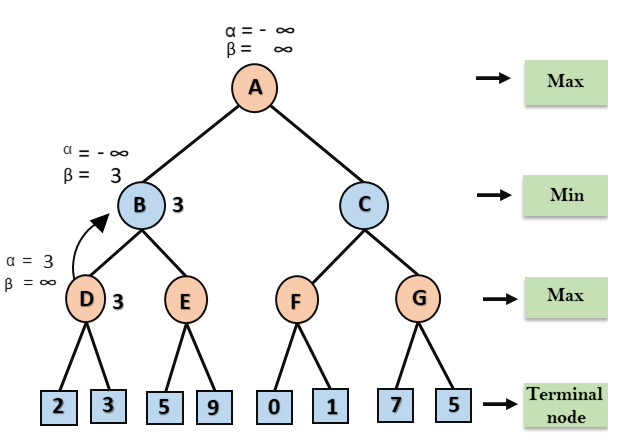 α = - ∞
β = ∞
A
Max
α = - ∞
β = 3
B 3
C
Min
α = 3
β = ∞
D 3
E
F
G
Max
2 3 5 9 0 1 7 5
Terminal
node